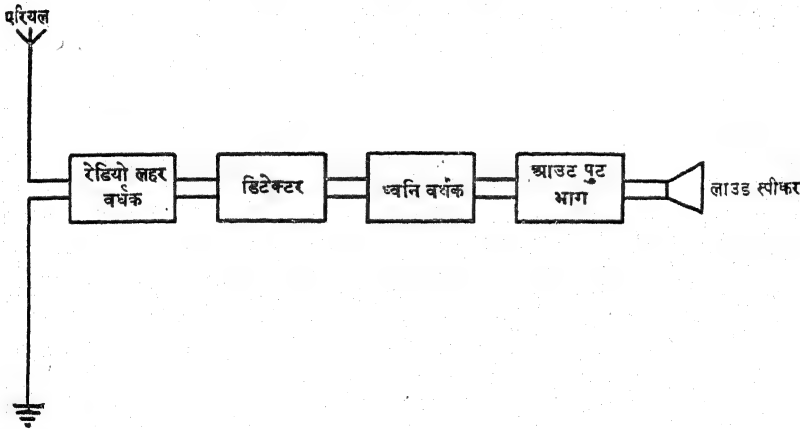 एरियल
रेडियो लहर
वर्धक
डिटेक्टर
ध्वनि वर्धक
आउट पुट
भाग
लाउड स्पीकर